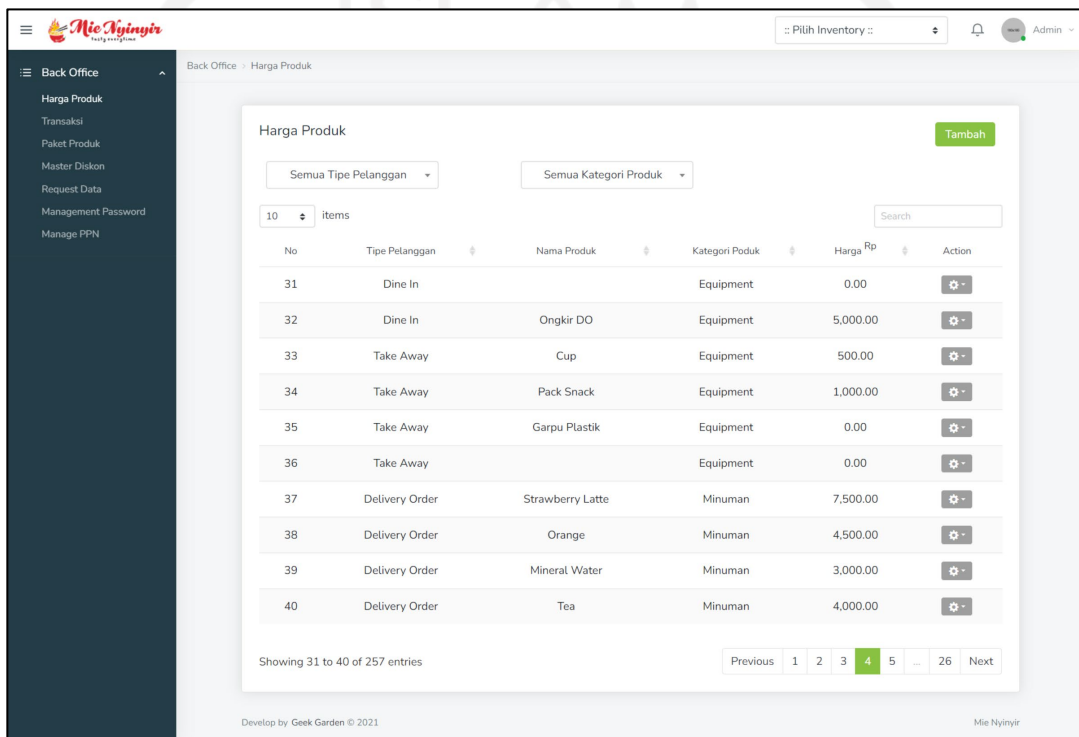 Mie Nyinyir
tasty everytime
:: Pilih Inventory ::
Admin
Back Office
Harga Produk
Transaksi
Paket Produk
Master Diskon
Request Data
Management Password
Manage PPN
Back Office > Harga Produk
Harga Produk
Tambah
Semua Tipe Pelanggan
Semua Kategori Produk
10 items
Search
No Tipe Pelanggan Nama Produk Kategori Poduk Harga Rp Action
31 Dine In Equipment 0.00
32 Dine In Ongkir DO Equipment 5,000.00
33 Take Away Cup Equipment 500.00
34 Take Away Pack Snack Equipment 1,000.00
35 Take Away Garpu Plastik Equipment 0.00
36 Take Away Equipment 0.00
37 Delivery Order Strawberry Latte Minuman 7,500.00
38 Delivery Order Orange Minuman 4,500.00
39 Delivery Order Mineral Water Minuman 3,000.00
40 Delivery Order Tea Minuman 4,000.00
Showing 31 to 40 of 257 entries
Previous 1 2 3 4 5 ... 26 Next
Develop by Geek Garden © 2021
Mie Nyinyir